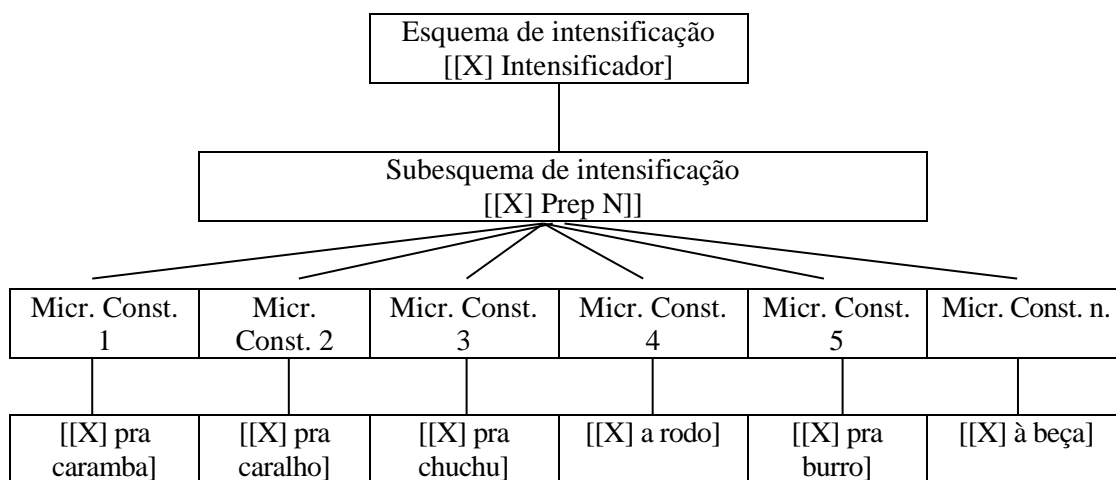 Esquema de intensificação
[[X] Intensificador]
Subesquema de intensificação
[[X] Prep N]]
Micr. Const.
1
Micr.
Const. 2
Micr. Const.
3
Micr. Const.
4
Micr. Const.
5
Micr. Const. n.
[[X] pra
caramba]
[[X] pra
caralho]
[[X] pra
chuchu]
[[X] a rodo]
[[X] pra
burro]
[[X] à beça]